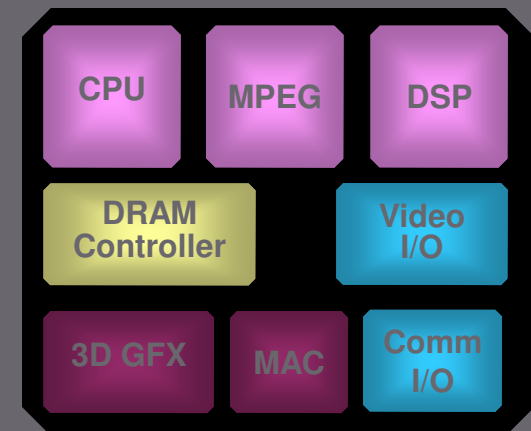 CPU
MPEG
DSP
DRAM
Controller
Video
I/O
3D GFX
MAC
Comm
I/O